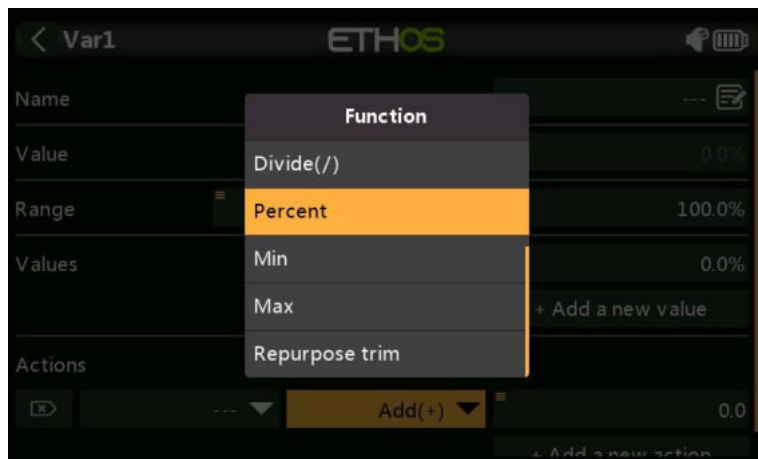 Var1 ETHOS
Name ---
Function
Value 0.0%
Divide(/)
Range 100.0%
Percent
Values 0.0%
Min
Max
+ Add a new value
Repurpose trim
Actions
--- Add(+) 0.0
+ Add a new action